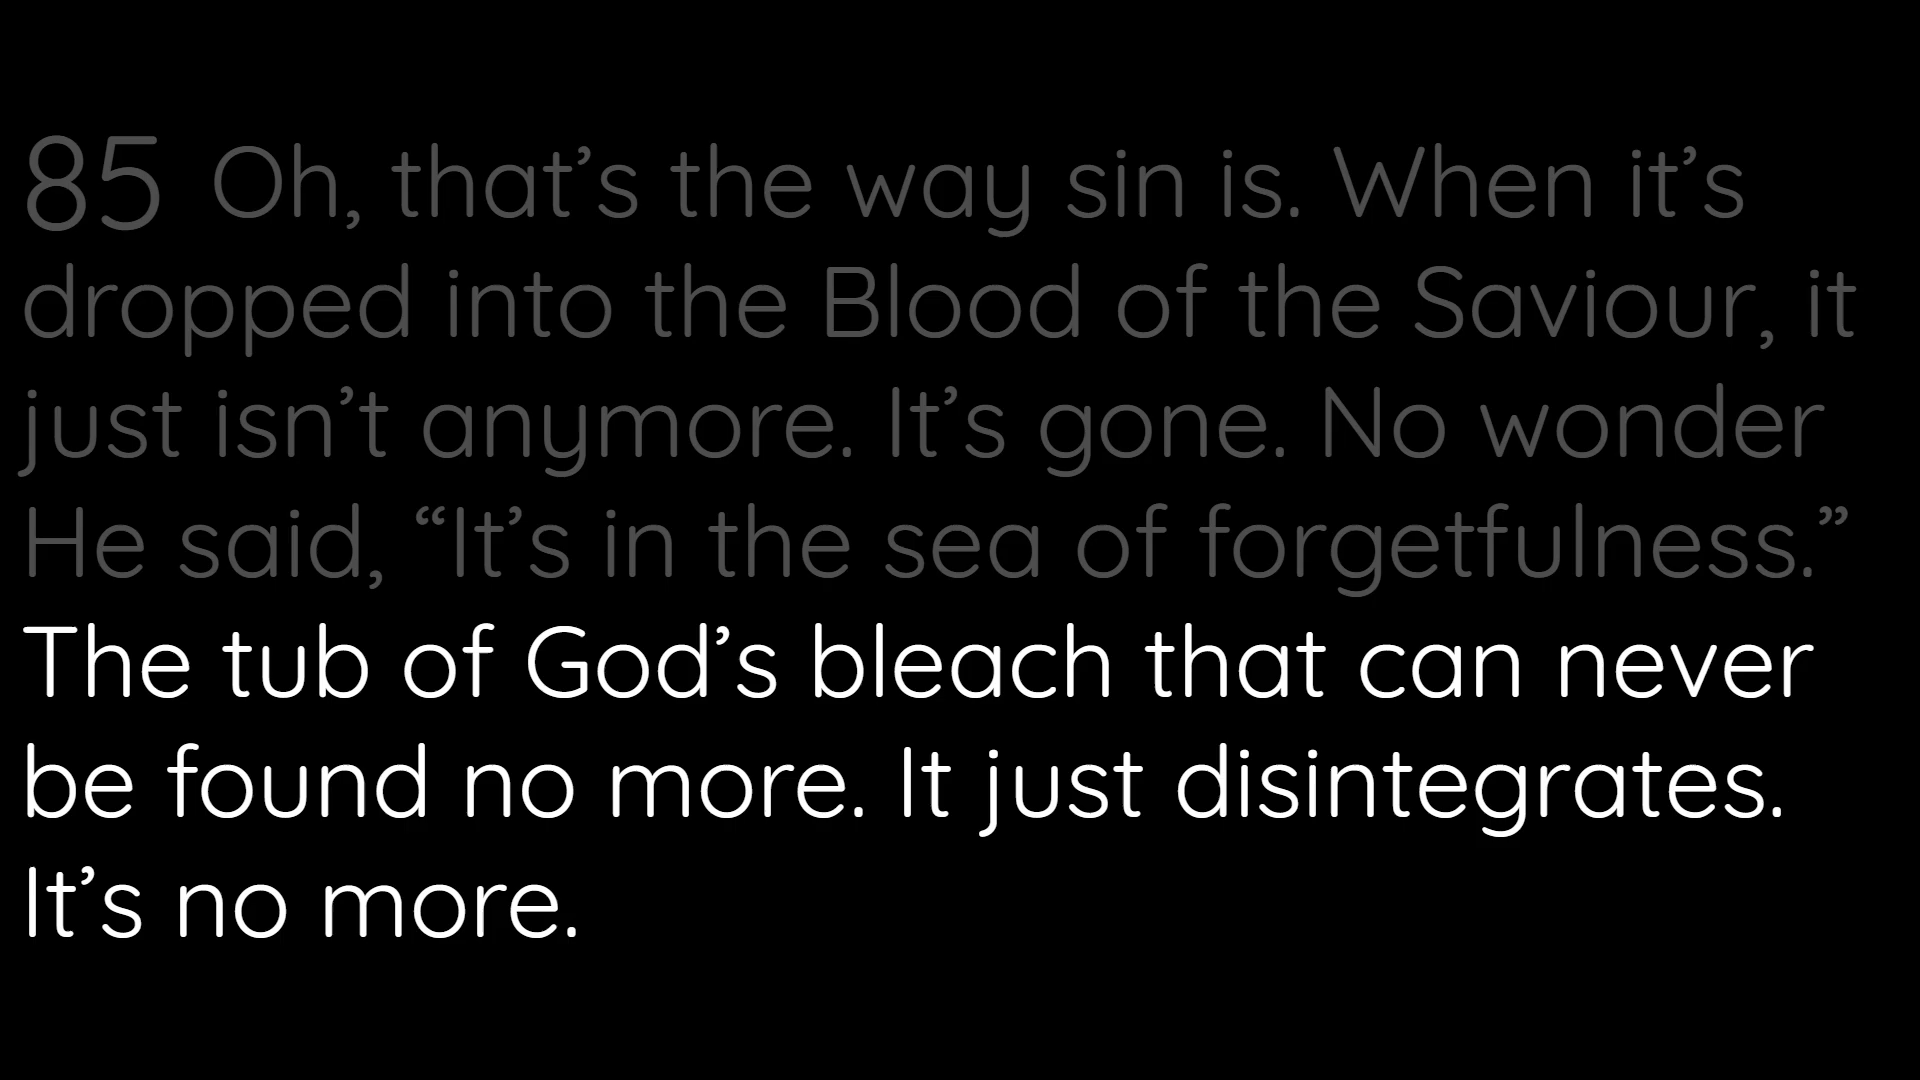 85 Oh, that’s the way sin is. When it’s
dropped into the Blood of the Saviour, it
just isn’t anymore. It’s gone. No wonder
He said, “It’s in the sea of forgetfulness.”
The tub of God’s bleach that can never
be found no more. It just disintegrates.
It’s no more.